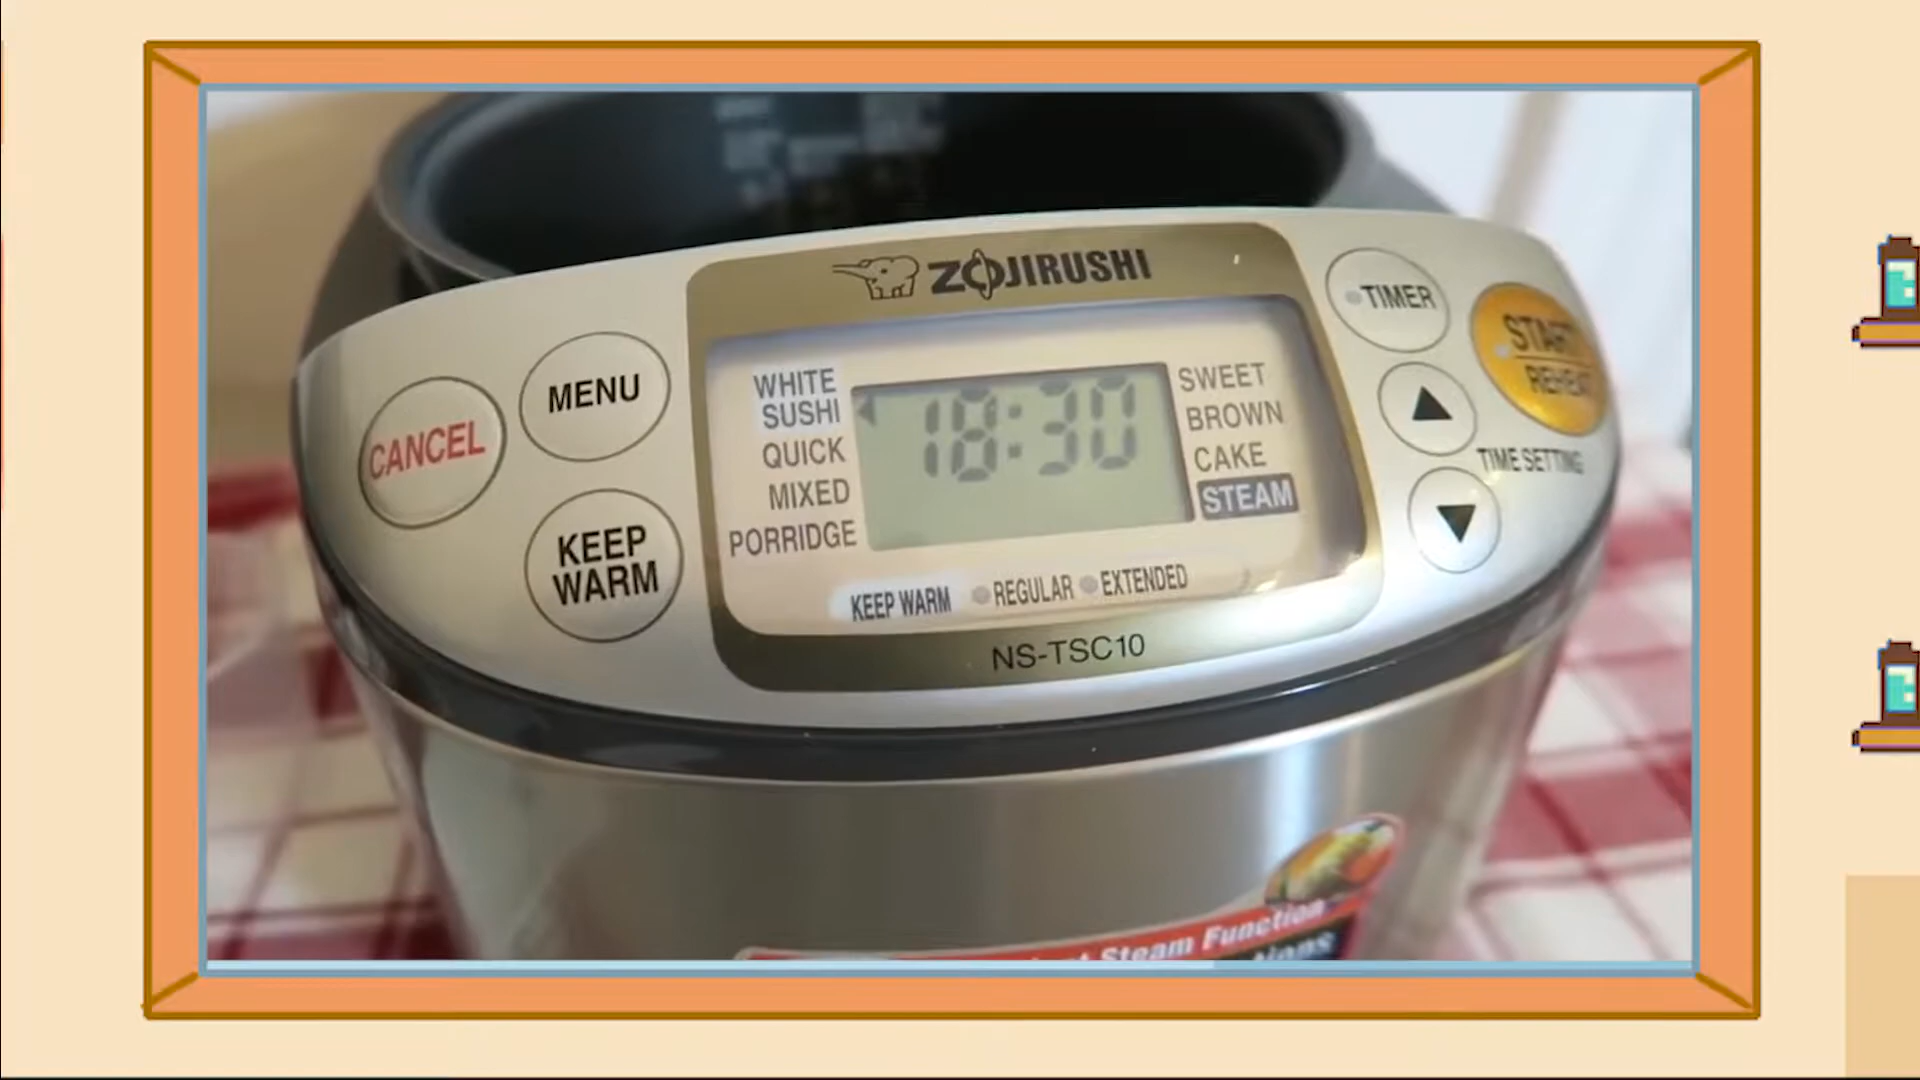 ZOJIRUSHI
TIMER
START
REHEAT
MENU
CANCEL
KEEP
WARM
WHITE
SUSHI
QUICK
MIXED
PORRIDGE
18:30
SWEET
BROWN
CAKE
STEAM
TIME SETTING
KEEP WARM REGULAR EXTENDED
NS-TSC10
Steam Function